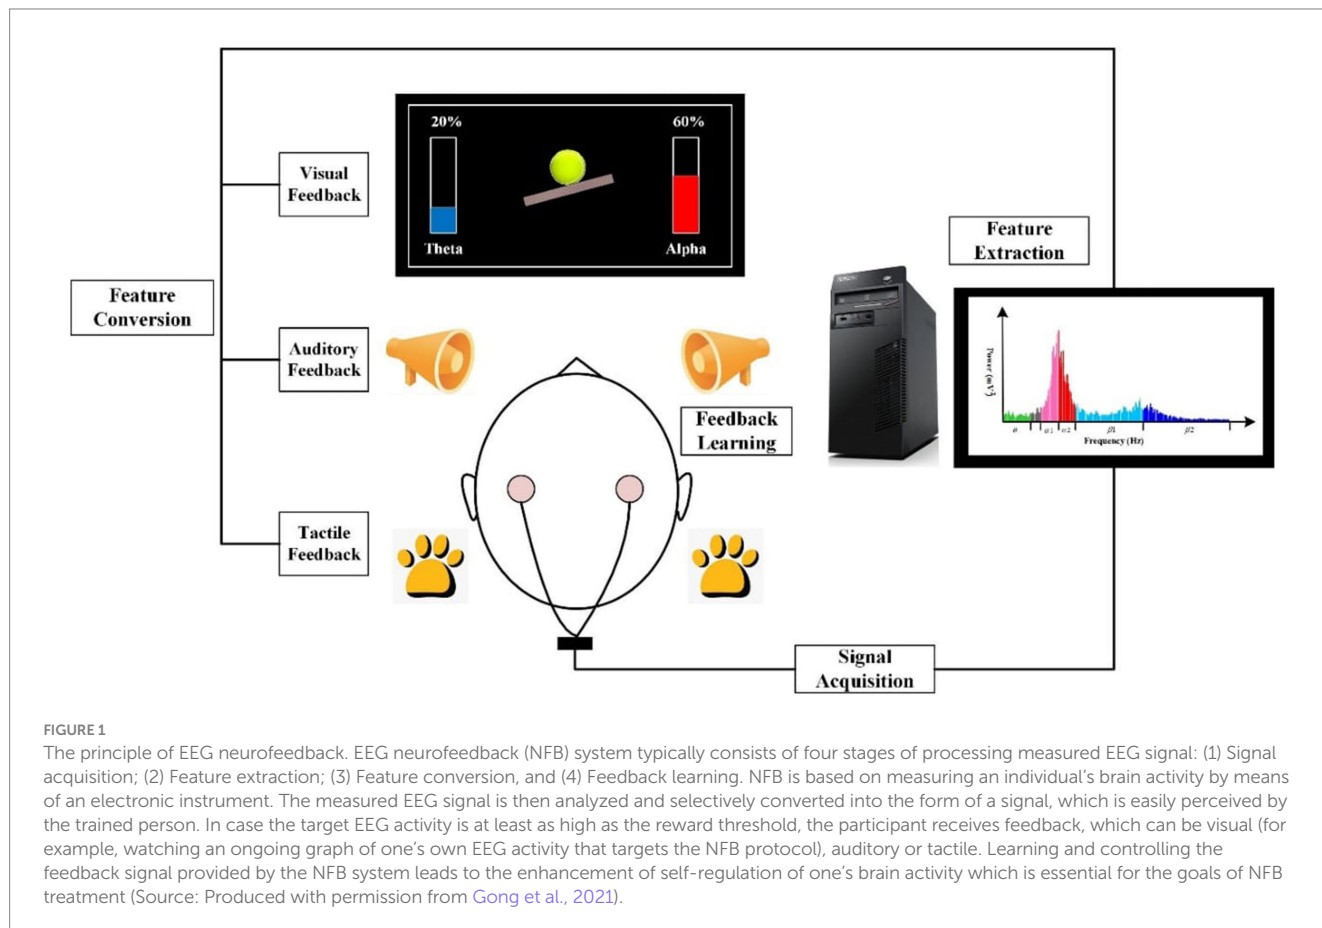 20%
60%
Visual
Feedback
Theta
Alpha
Feature
Extraction
Feature
Conversion
Auditory
Feedback
Feedback
Learning
Power (mV²)
θ
α1
α2
β1
β2
Frequency (Hz)
Tactile
Feedback
Signal
Acquisition
FIGURE 1
The principle of EEG neurofeedback. EEG neurofeedback (NFB) system typically consists of four stages of processing measured EEG signal: (1) Signal
acquisition; (2) Feature extraction; (3) Feature conversion, and (4) Feedback learning. NFB is based on measuring an individual's brain activity by means
of an electronic instrument. The measured EEG signal is then analyzed and selectively converted into the form of a signal, which is easily perceived by
the trained person. In case the target EEG activity is at least as high as the reward threshold, the participant receives feedback, which can be visual (for
example, watching an ongoing graph of one's own EEG activity that targets the NFB protocol), auditory or tactile. Learning and controlling the
feedback signal provided by the NFB system leads to the enhancement of self-regulation of one's brain activity which is essential for the goals of NFB
treatment (Source: Produced with permission from Gong et al., 2021).